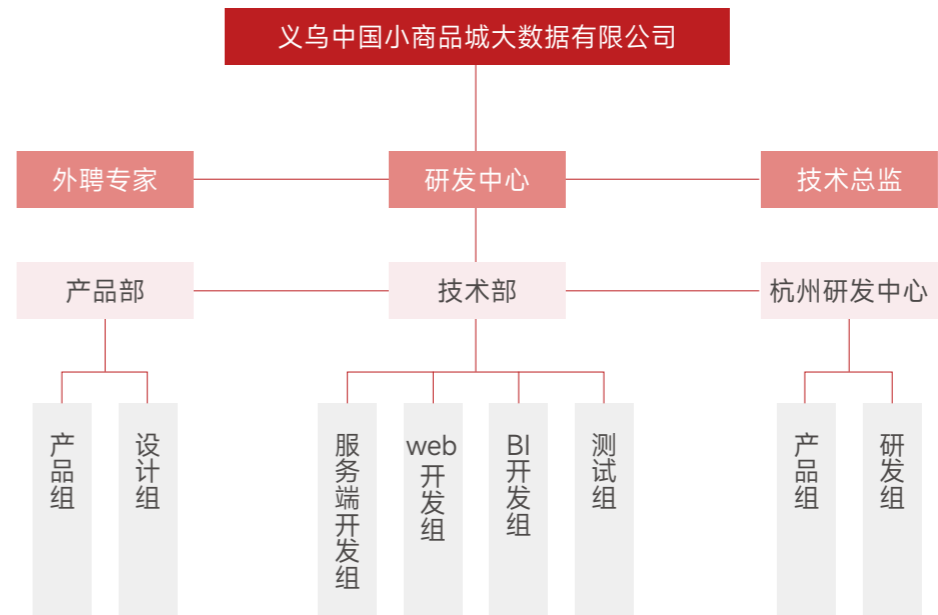 义乌中国小商品城大数据有限公司
外聘专家
研发中心
技术总监
产品部
技术部
杭州研发中心
产品组
设计组
服务端开发组
web开发组
BI开发组
测试组
产品组
研发组